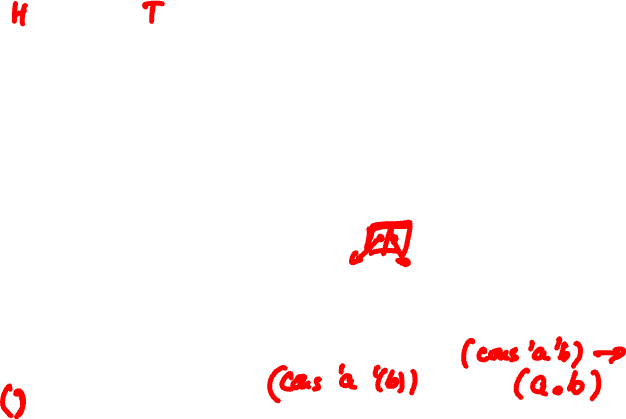 H T
(cons 'a 'b) →
(cons 'a '(b)) (a.b)
()